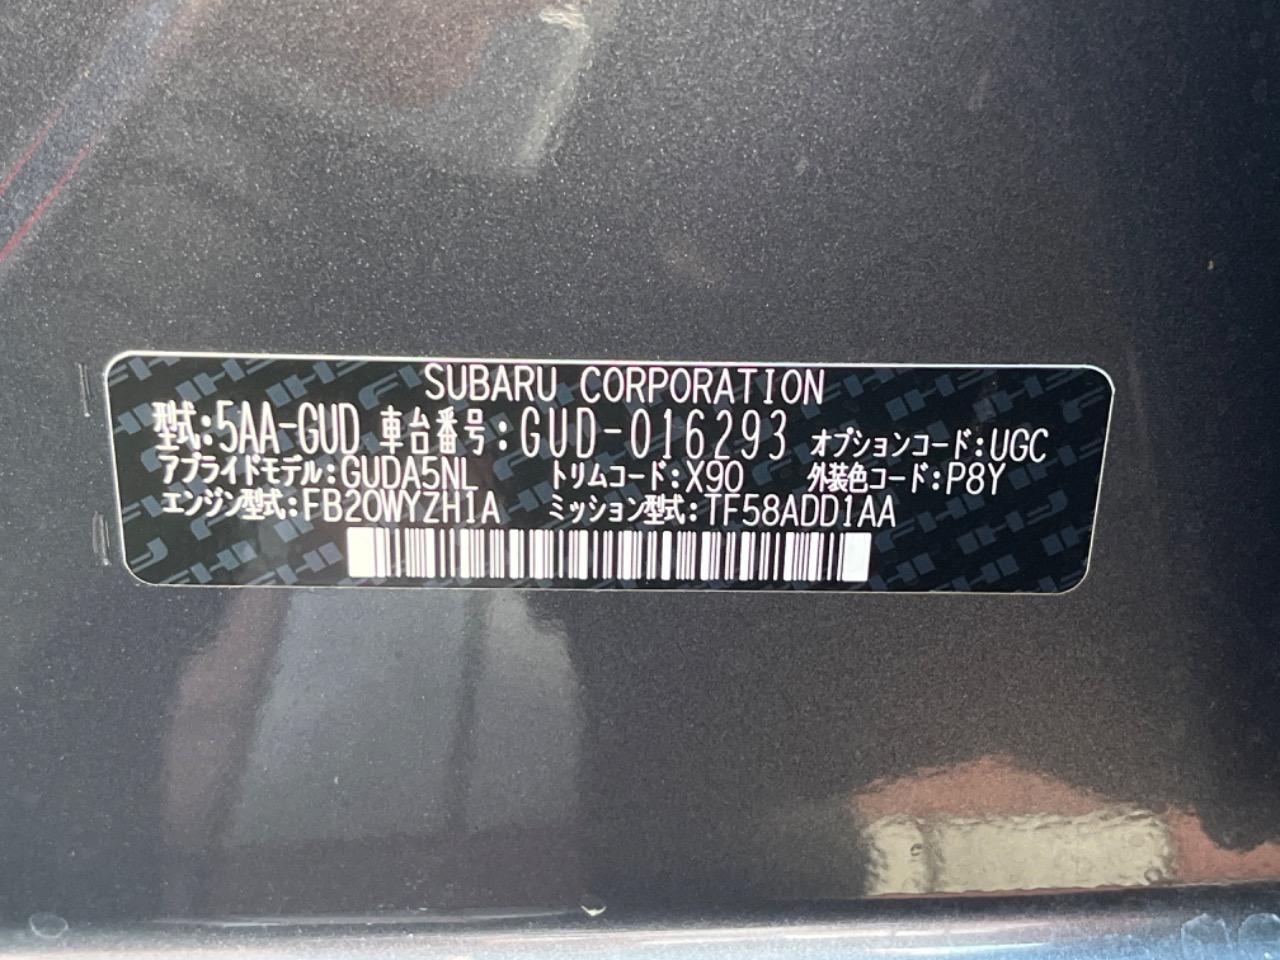 SUBARU CORPORATION
型式:5AA-GUD 車台番号:GUD-016293 オプションコード:UGC
アプライドモデル:GUDA5NL トリムコード:X90 外装色コード:P8Y
エンジン型式:FB20WYZH1A ミッション型式:TF58ADD1AA